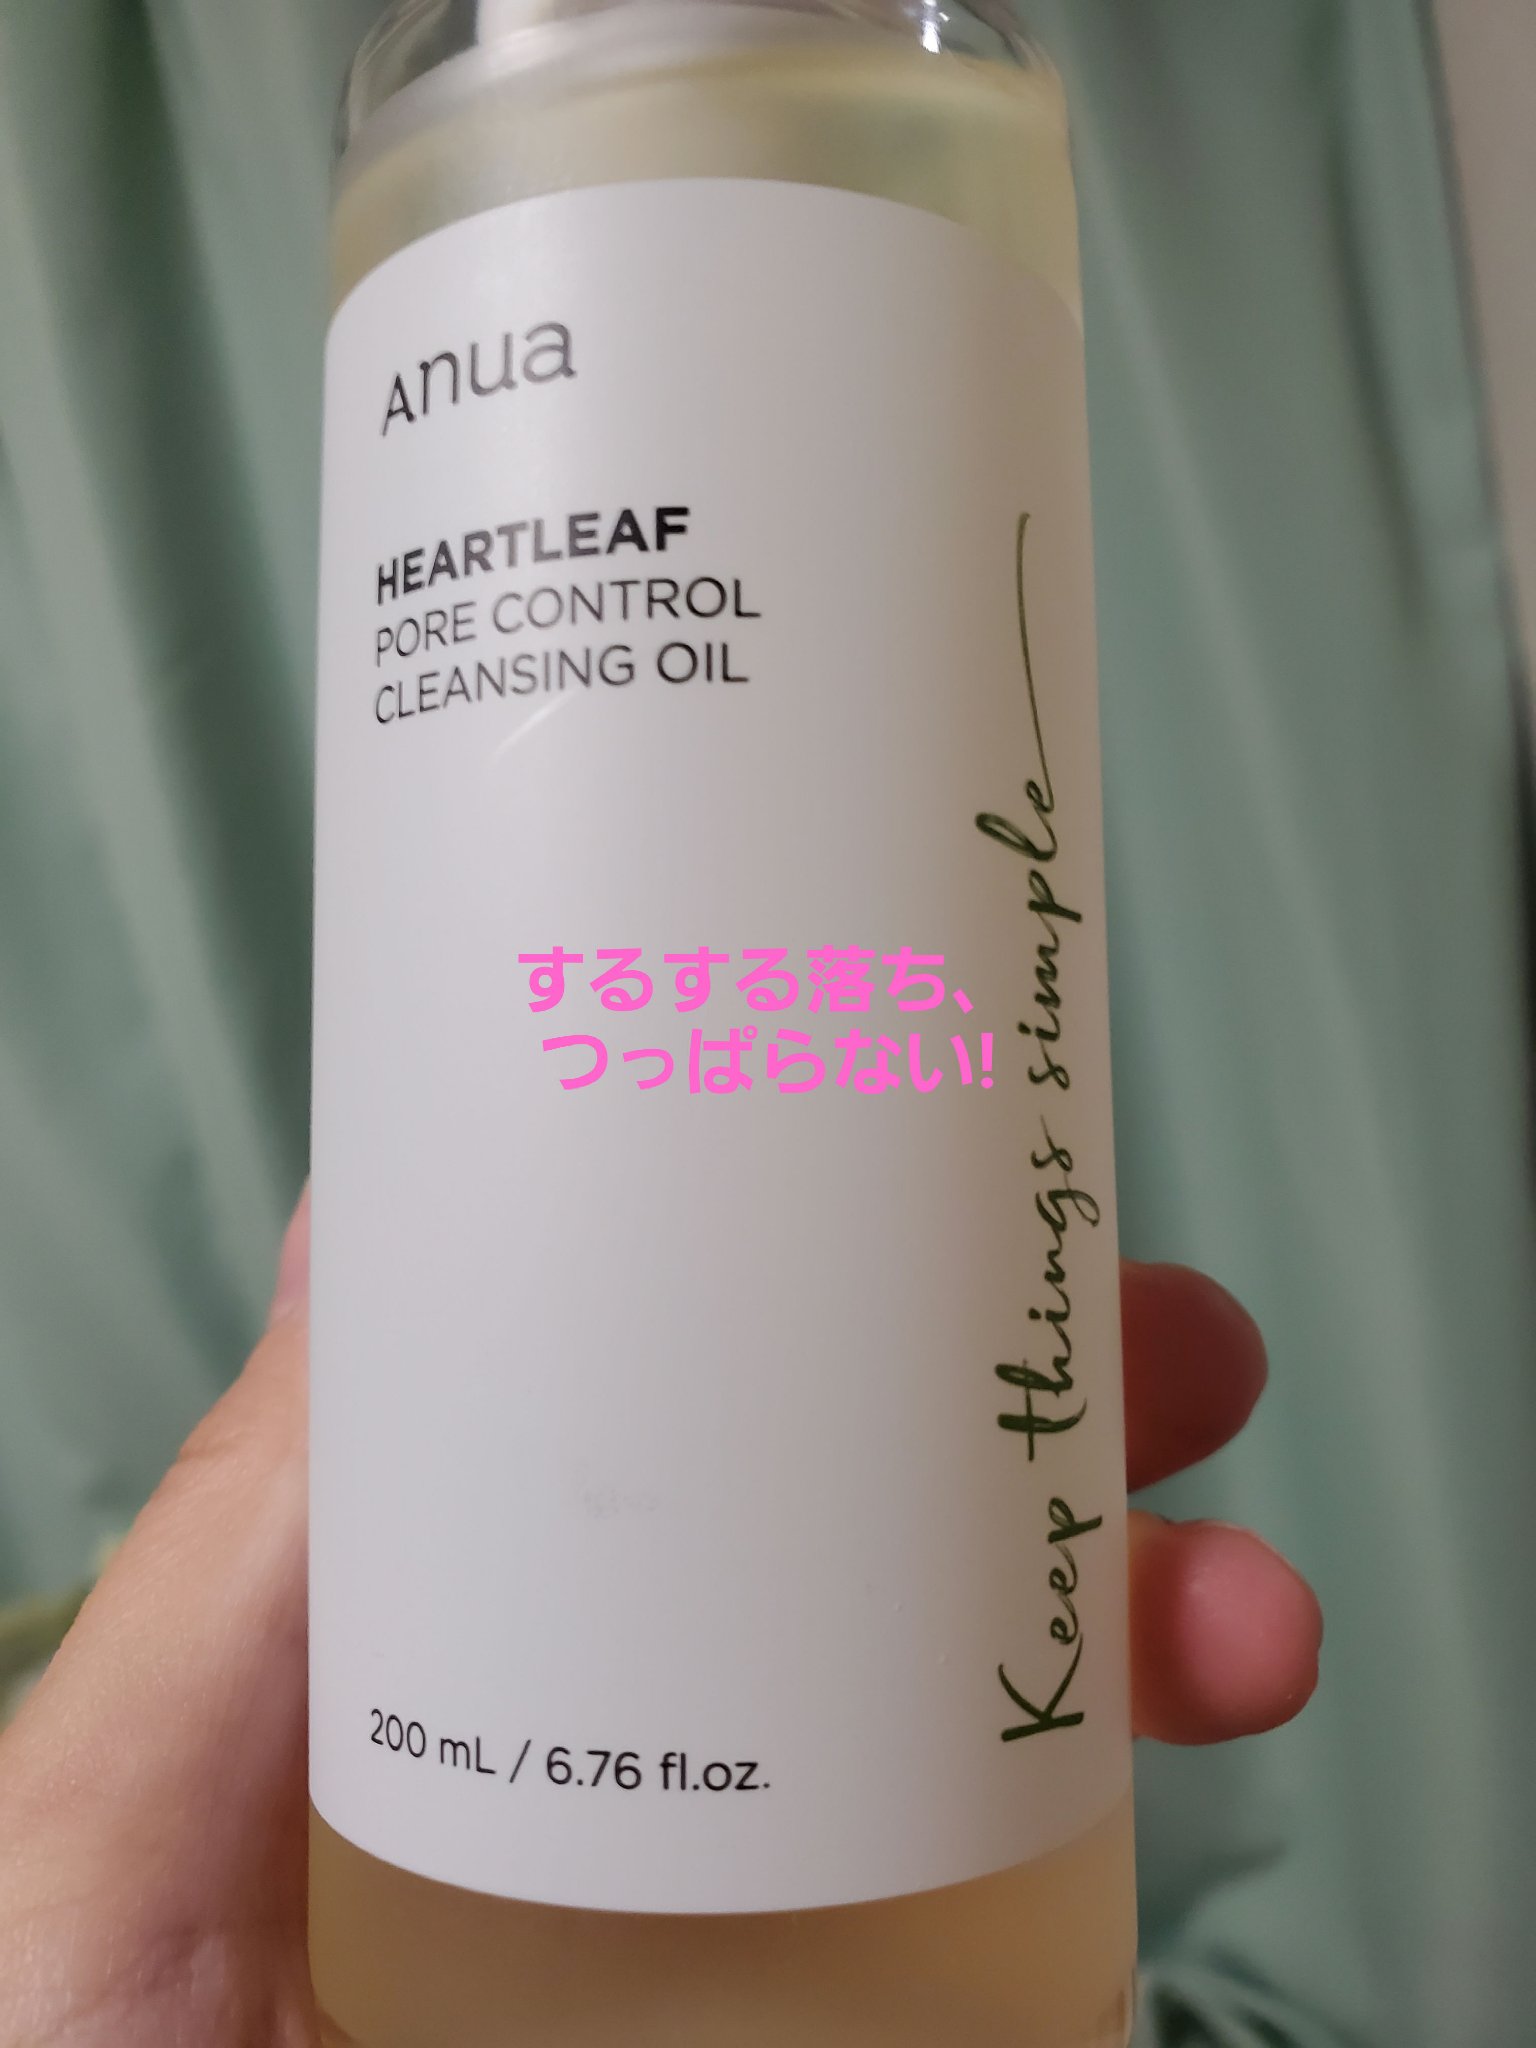 Anua
HEARTLEAF
PORE CONTROL
CLEANSING OIL
するする落ち、
つっぱらない!
Keep things simple
200 mL / 6.76 fl.oz.